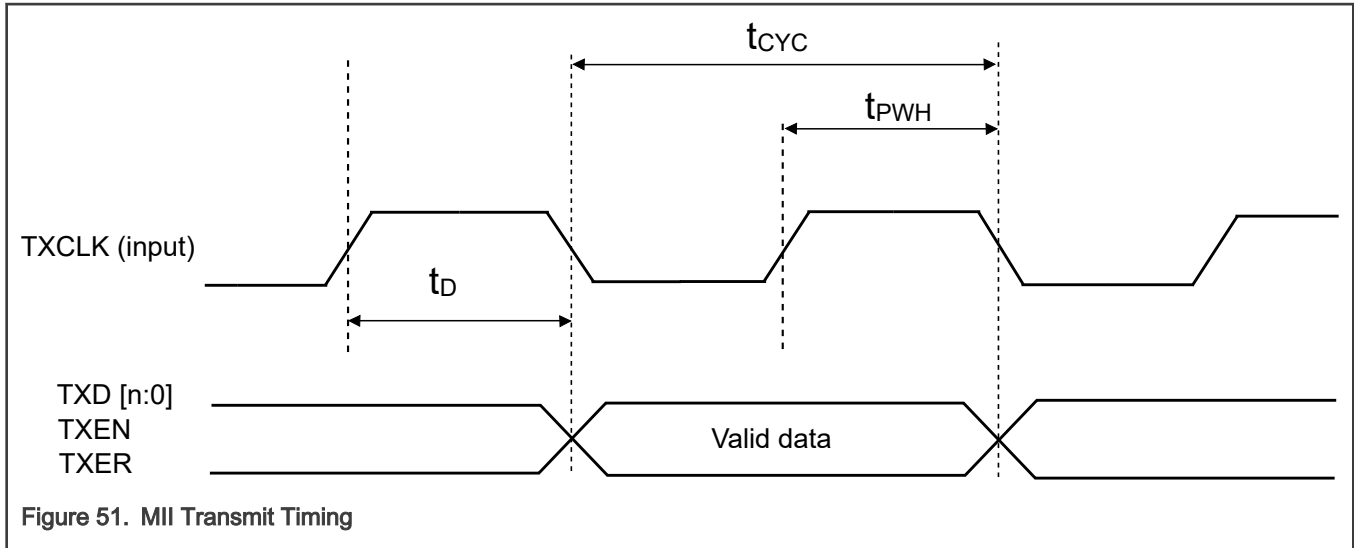 tCYC
tPWH
TXCLK (input)
tD
TXD [n:0]
TXEN
Valid data
TXER
Figure 51. MII Transmit Timing